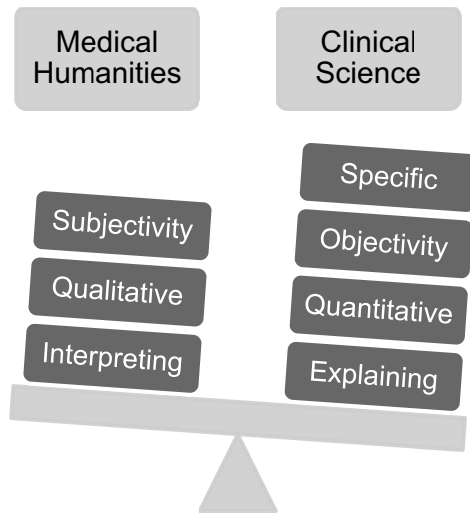 Medical
Humanities
Clinical
Science
Specific
Subjectivity
Objectivity
Qualitative
Quantitative
Interpreting
Explaining